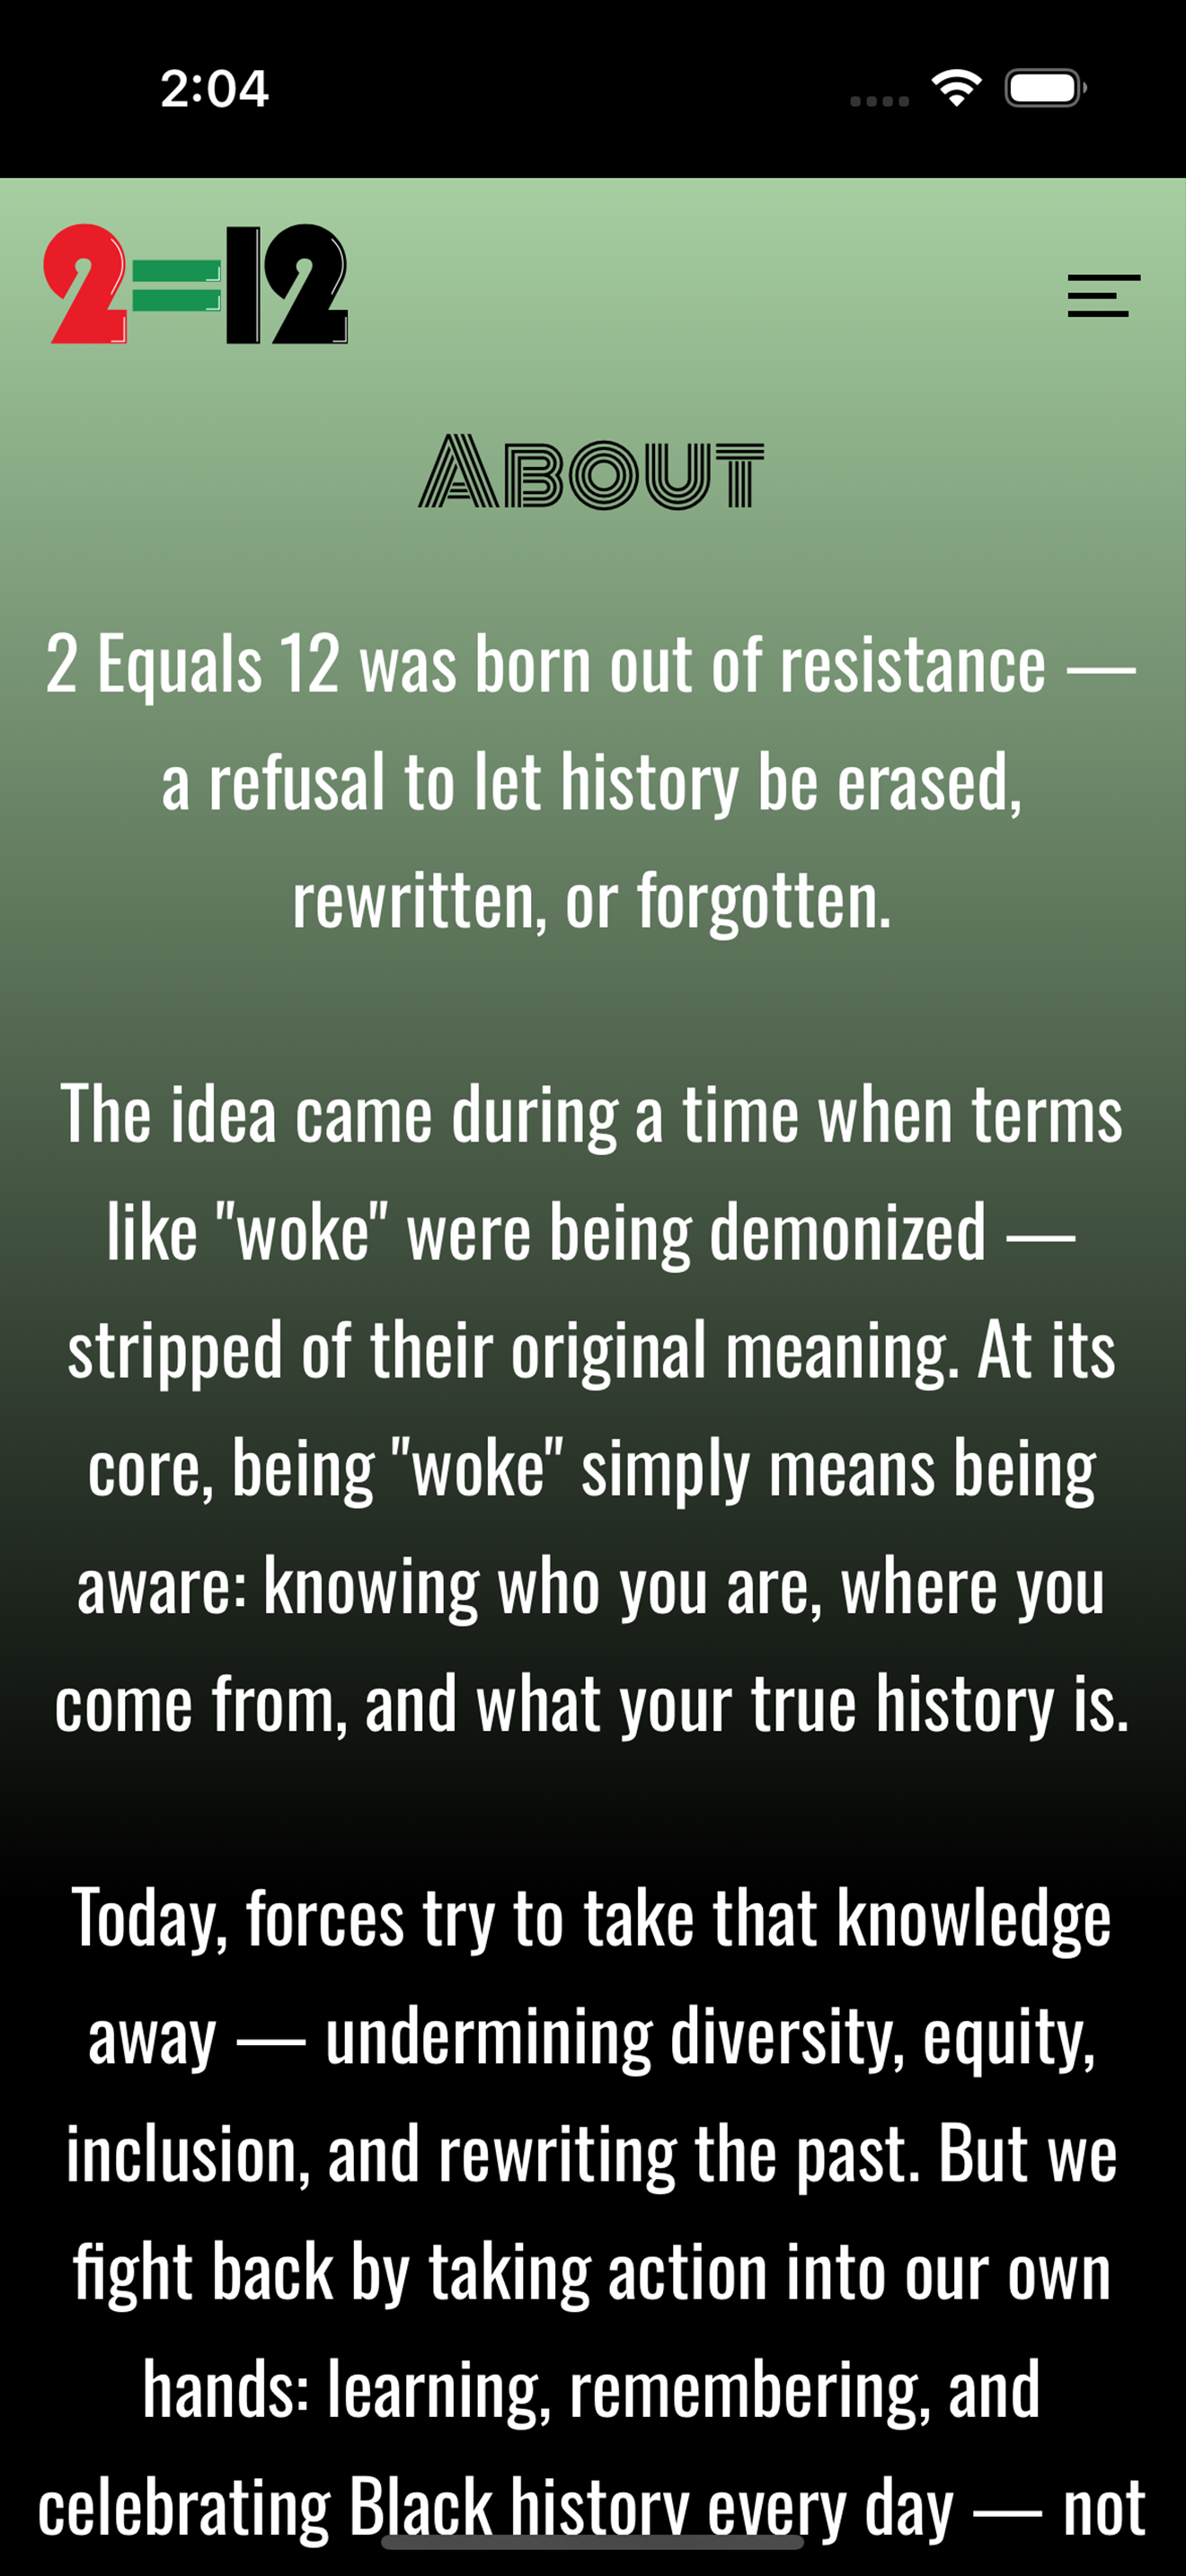 2:04
2=12
About
2 Equals 12 was born out of resistance —
a refusal to let history be erased,
rewritten, or forgotten.
The idea came during a time when terms
like "woke" were being demonized —
stripped of their original meaning. At its
core, being "woke" simply means being
aware: knowing who you are, where you
come from, and what your true history is.
Today, forces try to take that knowledge
away — undermining diversity, equity,
inclusion, and rewriting the past. But we
fight back by taking action into our own
hands: learning, remembering, and
celebrating Black history every day — not